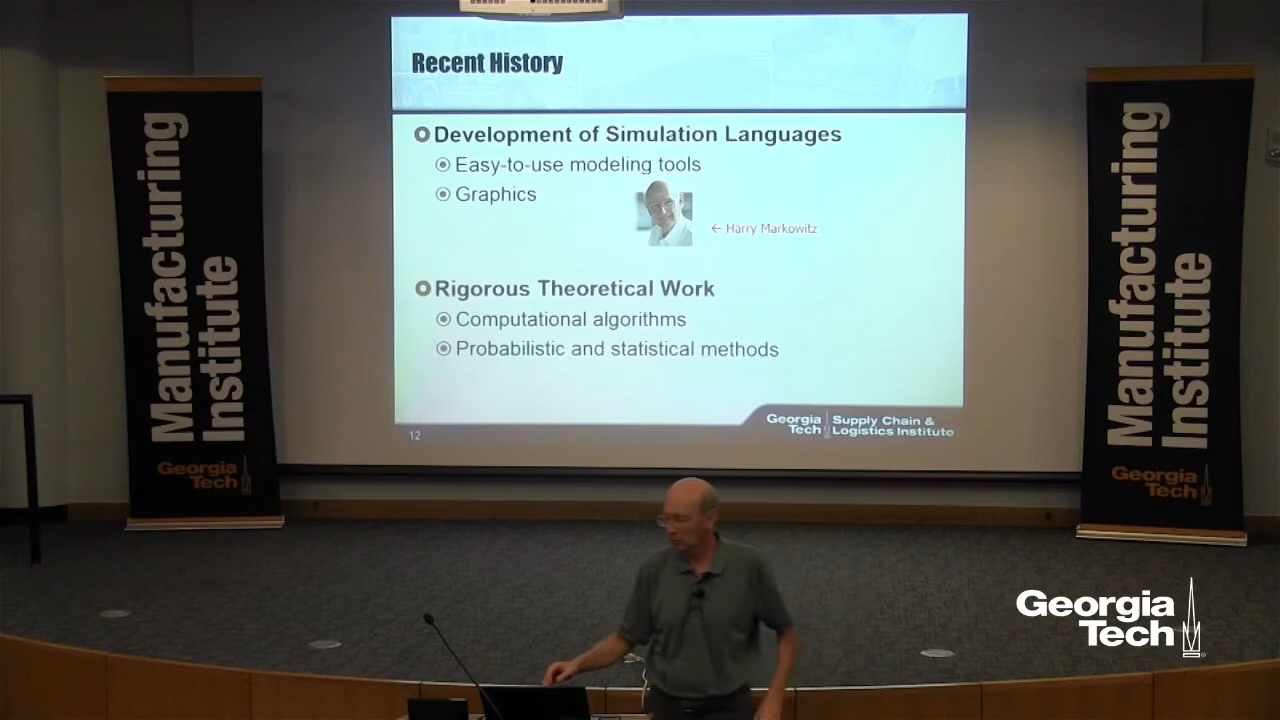 Recent History
Development of Simulation Languages
Easy-to-use modeling tools
Graphics
← Harry Markowitz
Rigorous Theoretical Work
Computational algorithms
Probabilistic and statistical methods
12
Georgia Tech
Supply Chain &
Logistics Institute
Manufacturing
Institute
Georgia
Tech
Manufacturing
Institute
Georgia
Tech
Georgia
Tech